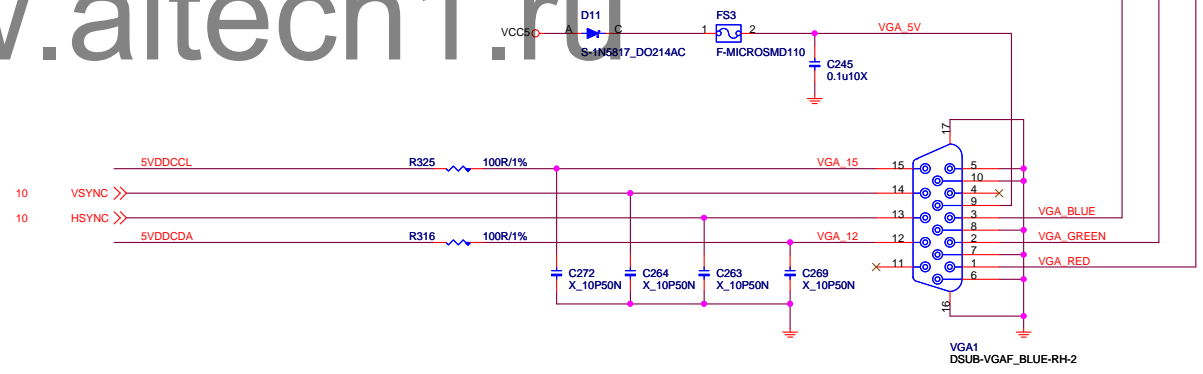 w.altech1.ru
D11
FS3
VCC5
A
C
1
2
VGA_5V
S-1N5817_DO214AC
F-MICROSMD110
C245
0.1u10X
17
5VDDCCL
R325
100R/1%
VGA_15
15
5
10
10
VSYNC
14
4
9
10
HSYNC
13
3
VGA_BLUE
8
5VDDCDA
R316
100R/1%
VGA_12
12
2
VGA_GREEN
7
11
1
VGA_RED
6
C272
X_10P50N
C264
X_10P50N
C263
X_10P50N
C269
X_10P50N
16
VGA1
DSUB-VGAF_BLUE-RH-2